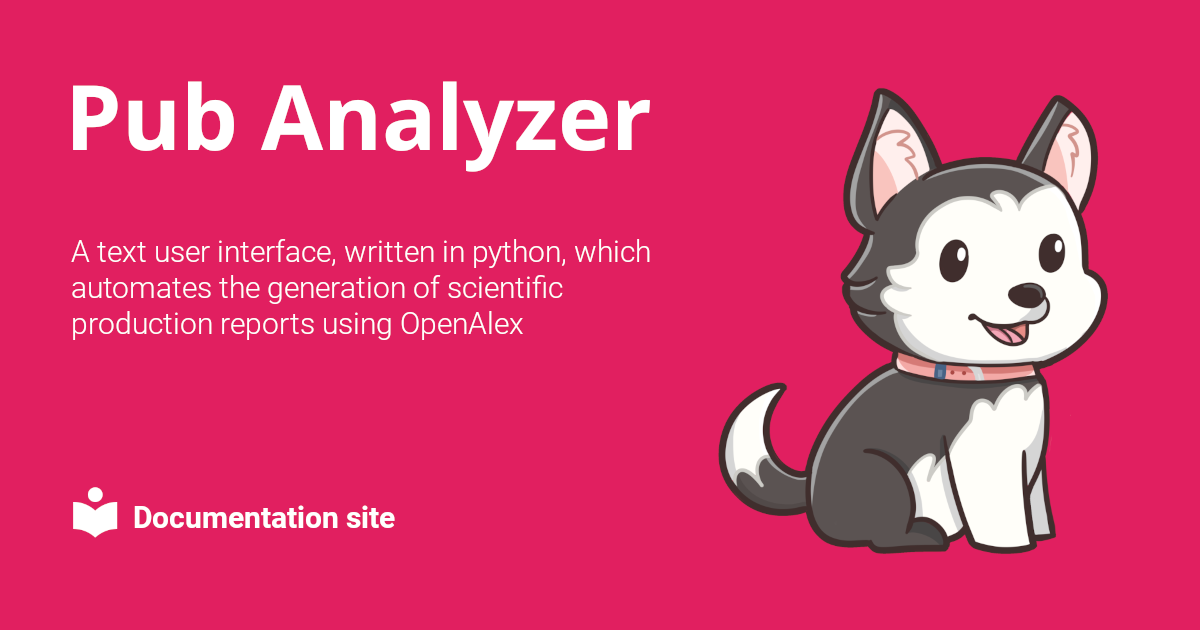 Pub Analyzer
A text user interface, written in python, which
automates the generation of scientific
production reports using OpenAlex
Documentation site